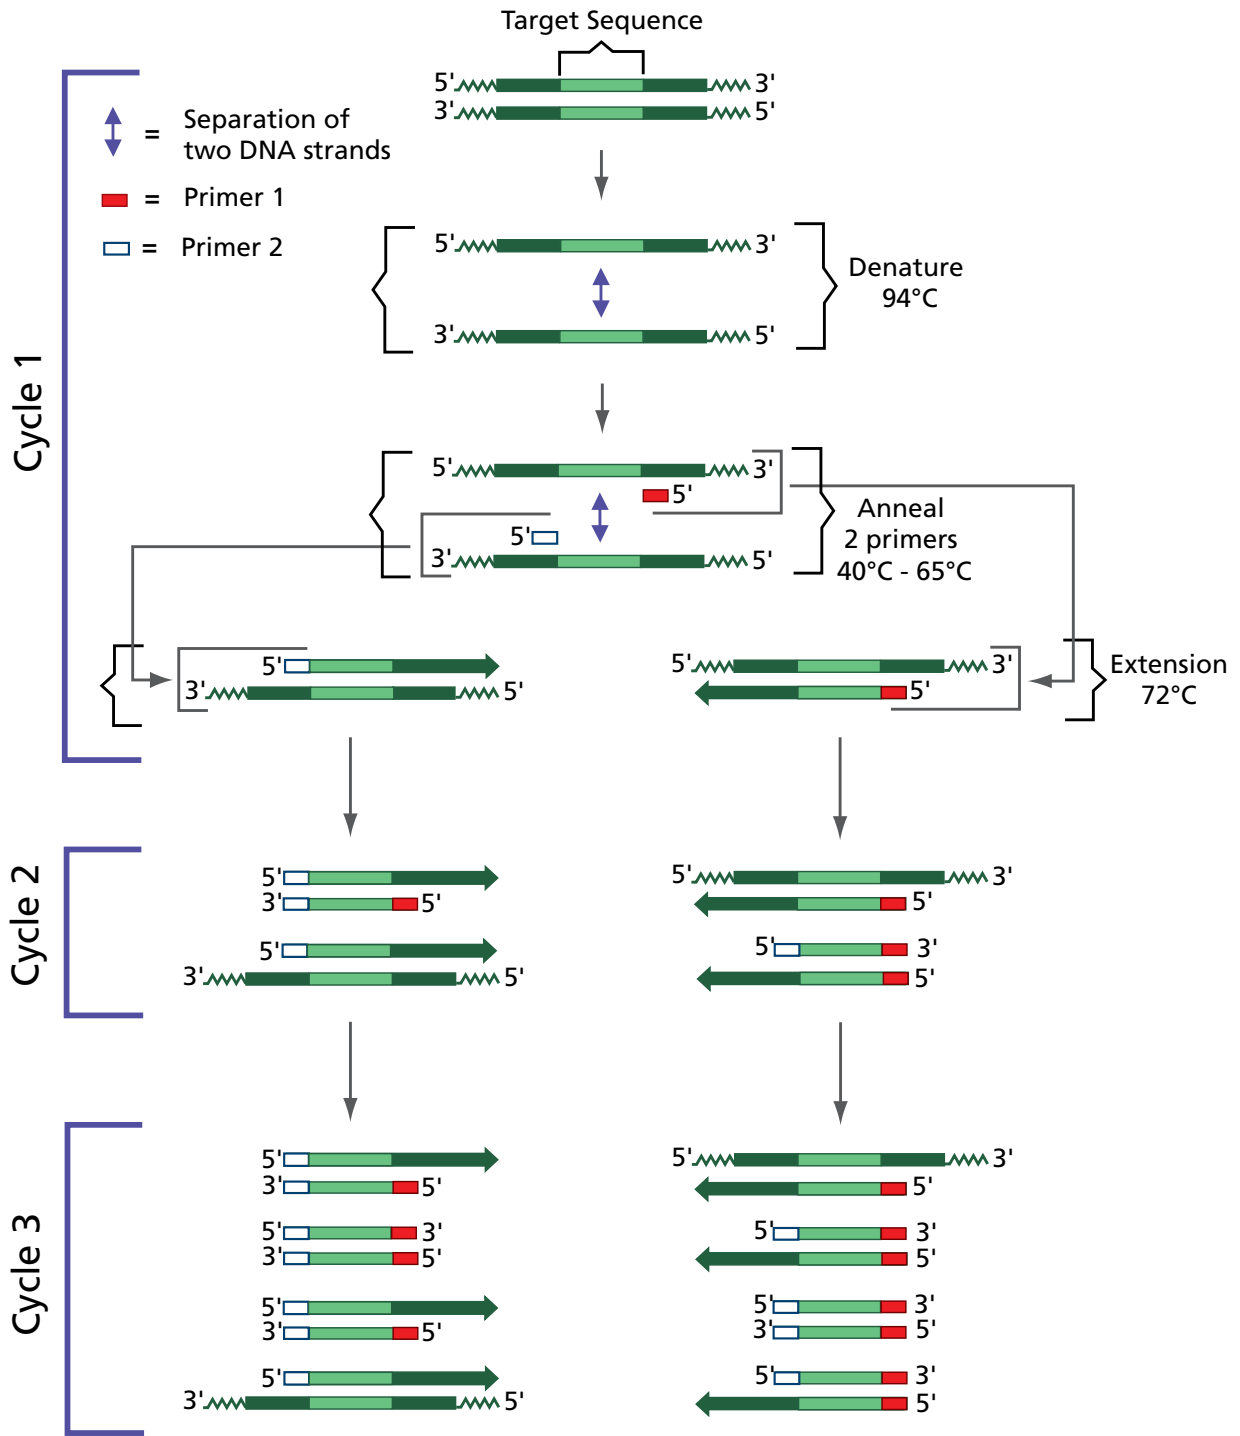 Target Sequence
5' 3'
3' 5'
= Separation of
two DNA strands
= Primer 1
= Primer 2
5' 3'
3' 5'
Denature
94°C
Cycle 1
5' 3'
5'
5'
3' 5'
Anneal
2 primers
40°C - 65°C
5'
3' 5'
5' 3'
5'
Extension
72°C
Cycle 2
5'
3' 5'
5'
3' 5'
5' 3'
5'
5' 3'
5'
Cycle 3
5'
3' 5'
5' 3'
3' 5'
5'
3' 5'
5'
3' 5'
5' 3'
5'
5' 3'
5'
5' 3'
3' 5'
5' 3'
5'